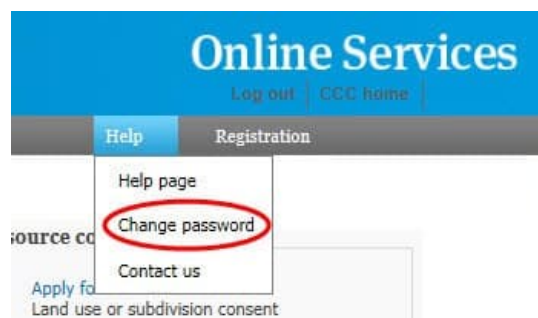 Online Services
Log out CCC home
Help Registration
Help page
Change password
source co
Contact us
Apply fo
Land use or subdivision consent